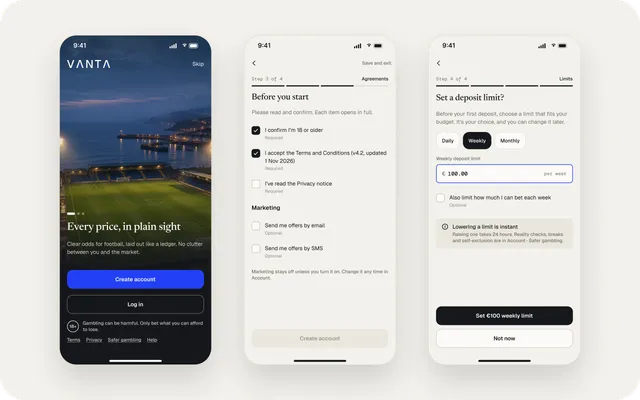 9:41
VANTA
Skip
Every price, in plain sight
Clear odds for football, laid out like a ledger. No clutter
between you and the market.
Create account
Log in
18+
Gambling can be harmful. Only bet what you can afford
to lose.
Terms
Privacy
Safer gambling
Help
9:41
Save and exit
Step 3 of 4
Agreements
Before you start
Please read and confirm. Each item opens in full.
I confirm I'm 18 or older
Required
I accept the Terms and Conditions (v4.2, updated
1 Nov 2026)
Required
I've read the Privacy notice
Required
Marketing
Send me offers by email
Optional
Send me offers by SMS
Optional
Marketing stays off unless you turn it on. Change it any time in
Account.
Create account
9:41
Step 4 of 4
Limits
Set a deposit limit?
Before your first deposit, choose a limit that fits your
budget. It's your choice, and you can change it later.
Daily
Weekly
Monthly
Weekly deposit limit
€ 100.00
per week
Also limit how much I can bet each week
Optional
Lowering a limit is instant
Raising one takes 24 hours. Reality checks, breaks
and self-exclusion are in Account · Safer gambling.
Set €100 weekly limit
Not now